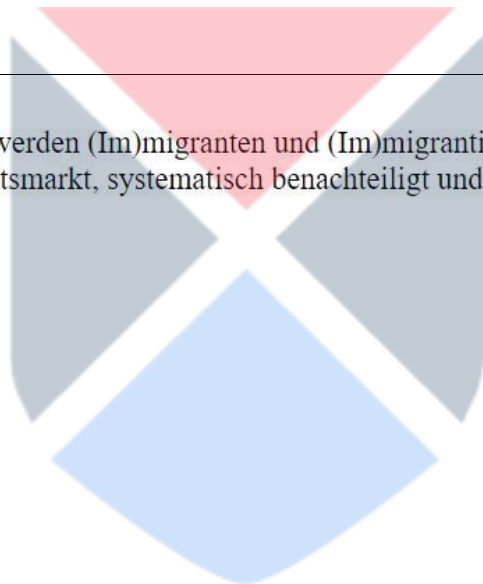 werden (Im)migranten und (Im)migranti
tsmarkt, systematisch benachteiligt und